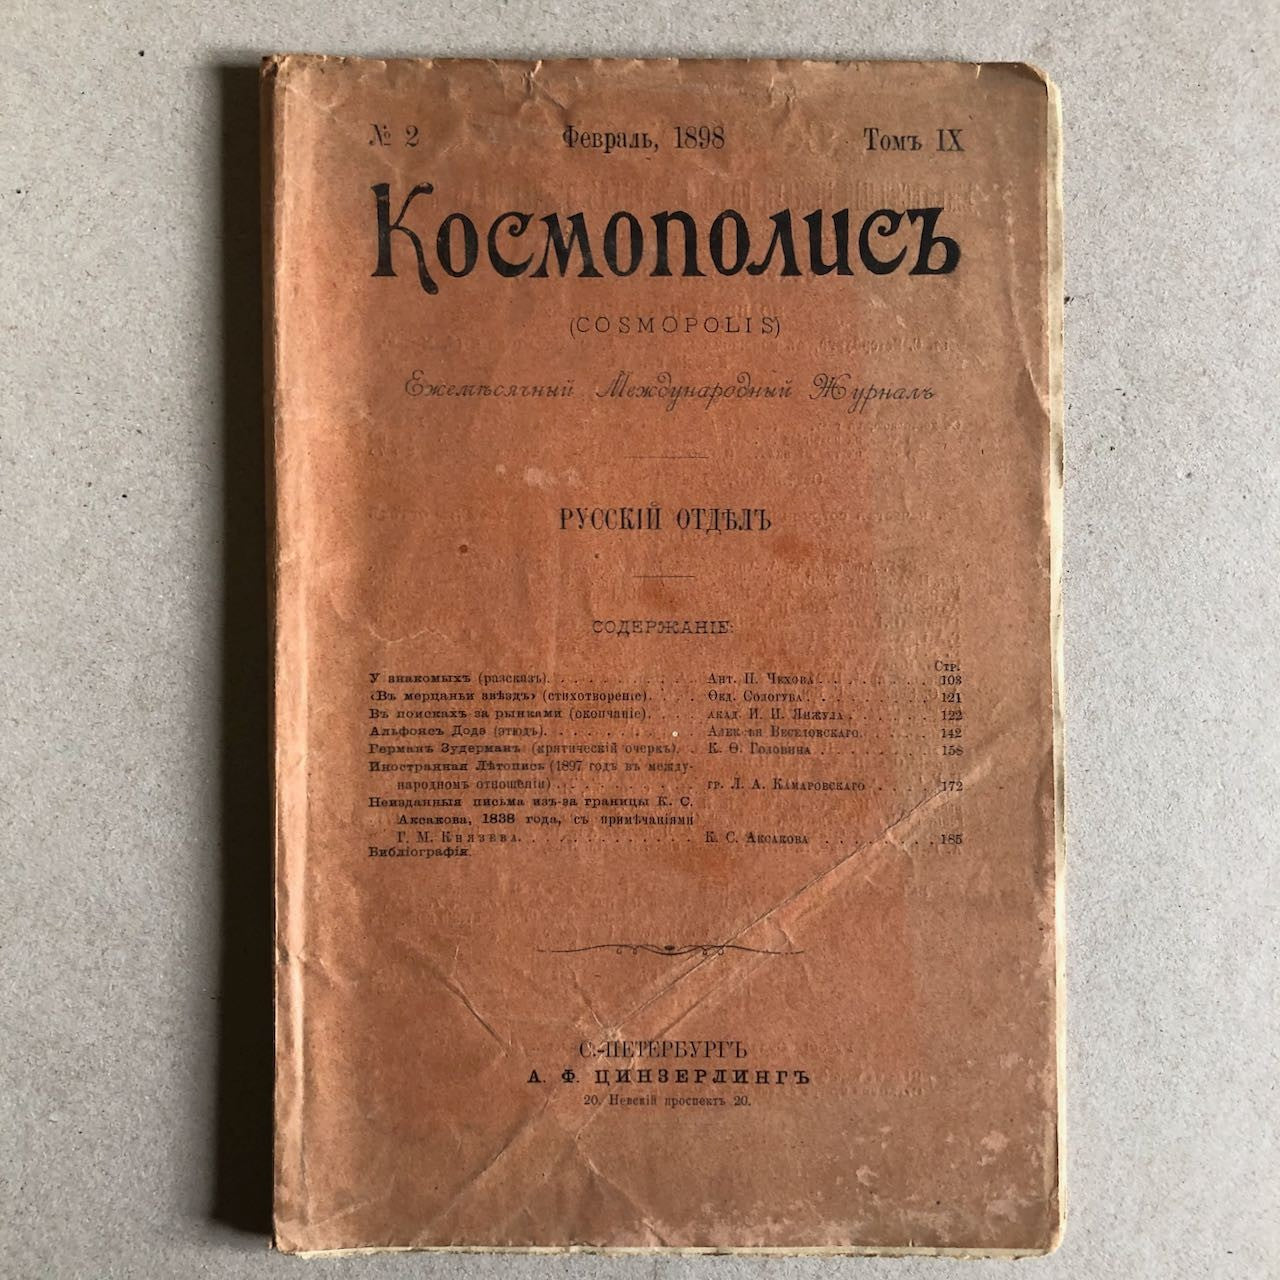 № 2 Февраль, 1898 Томъ IX
Космополисъ
(COSMOPOLIS)
Ежемѣсячный Международный Журналъ
РУССКІЙ ОТДѢЛЪ
СОДЕРЖАНІЕ:
Стр.
У знакомыхъ (разсказъ). . . . . . . . . . . . Ант. П. Чехова . . . . . . . . 103
«Въ мерцаньи звѣздъ» (стихотвореніе). . . . Ѳед. Сологуба . . . . . . . . 121
Въ поискахъ за рынками (окончаніе). . . . . акад. И. И. Янжула . . . . . . 122
Альфонсъ Додэ (этюдъ). . . . . . . . . . . . Алексѣя Веселовскаго. . . . . . 142
Германъ Зудерманъ (критическій очеркъ). . К. Ѳ. Головина . . . . . . . . 158
Иностранная Лѣтопись (1897 годъ въ между-
народномъ отношеніи) . . . . . . . . . . гр. Л. А. Камаровскаго . . . . 172
Неизданныя письма изъ-за границы К. С.
Аксакова, 1838 года, съ примѣчаніями
Г. М. Князева. . . . . . . . . . . . . К. С. Аксакова . . . . . . . . 185
Библіографія.
С.-ПЕТЕРБУРГЪ
А. Ф. ЦИНЗЕРЛИНГЪ
20. Невскій проспектъ 20.